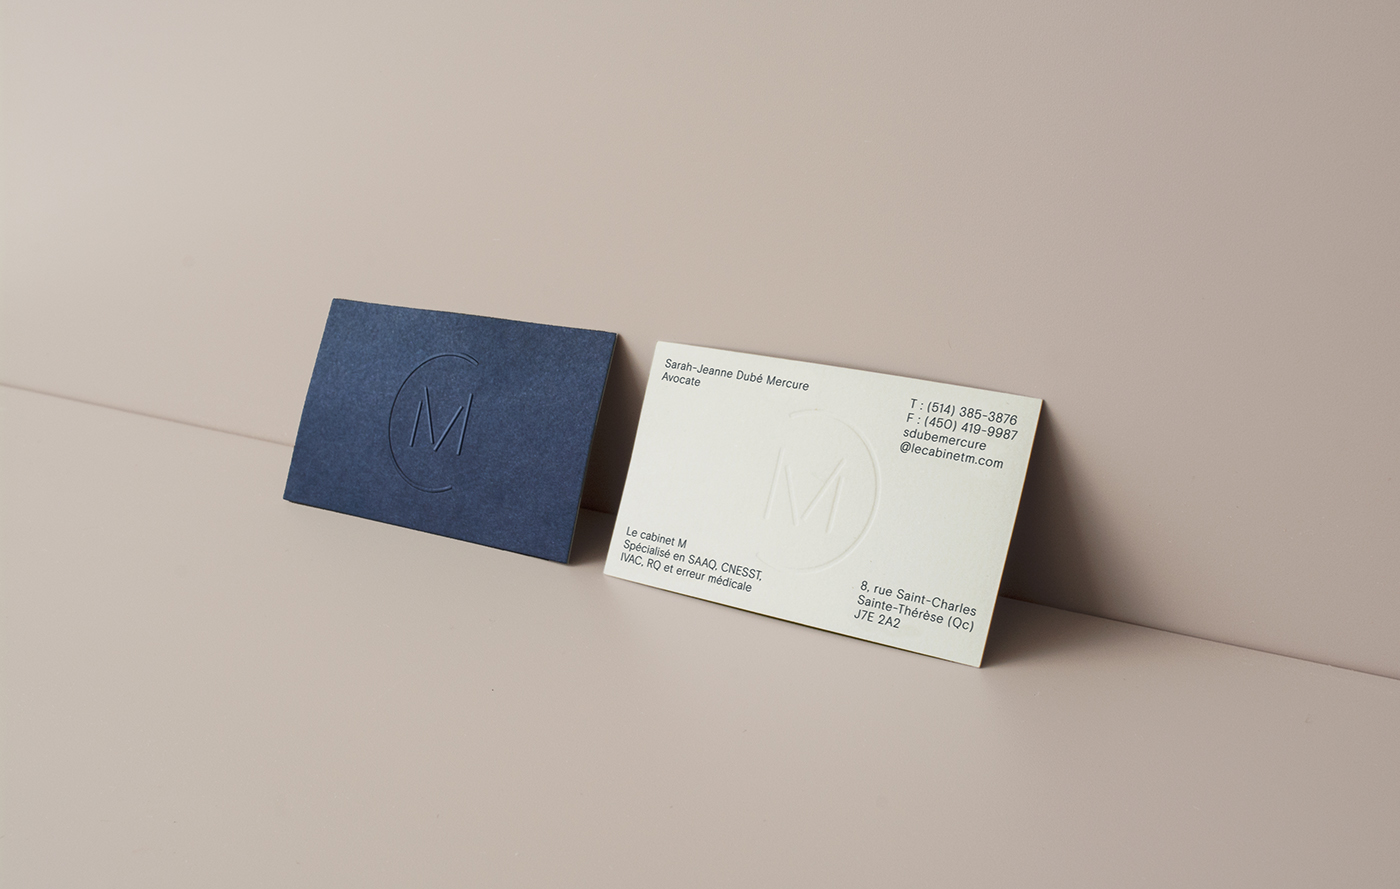 M
Sarah-Jeanne Dubé Mercure
Avocate
T : (514) 385-3876
F : (450) 419-9987
sdubemercure
@lecabinetm.com
M
Le cabinet M
Spécialisé en SAAQ, CNESST,
IVAC, RQ et erreur médicale
8, rue Saint-Charles
Sainte-Thérèse (Qc)
J7E 2A2